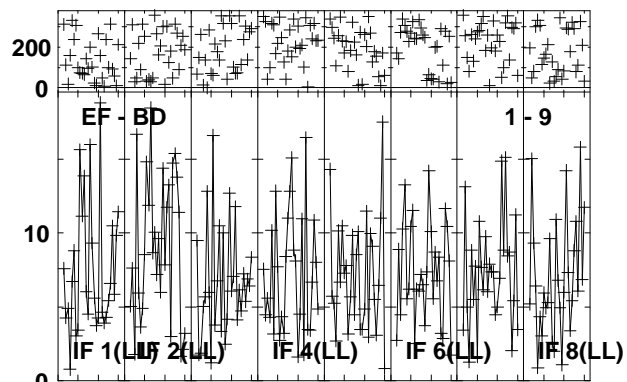 200
0
EF - BD 1 - 9
10
0
IF 1(LL) IF 2(LL) IF 4(LL) IF 6(LL) IF 8(LL)